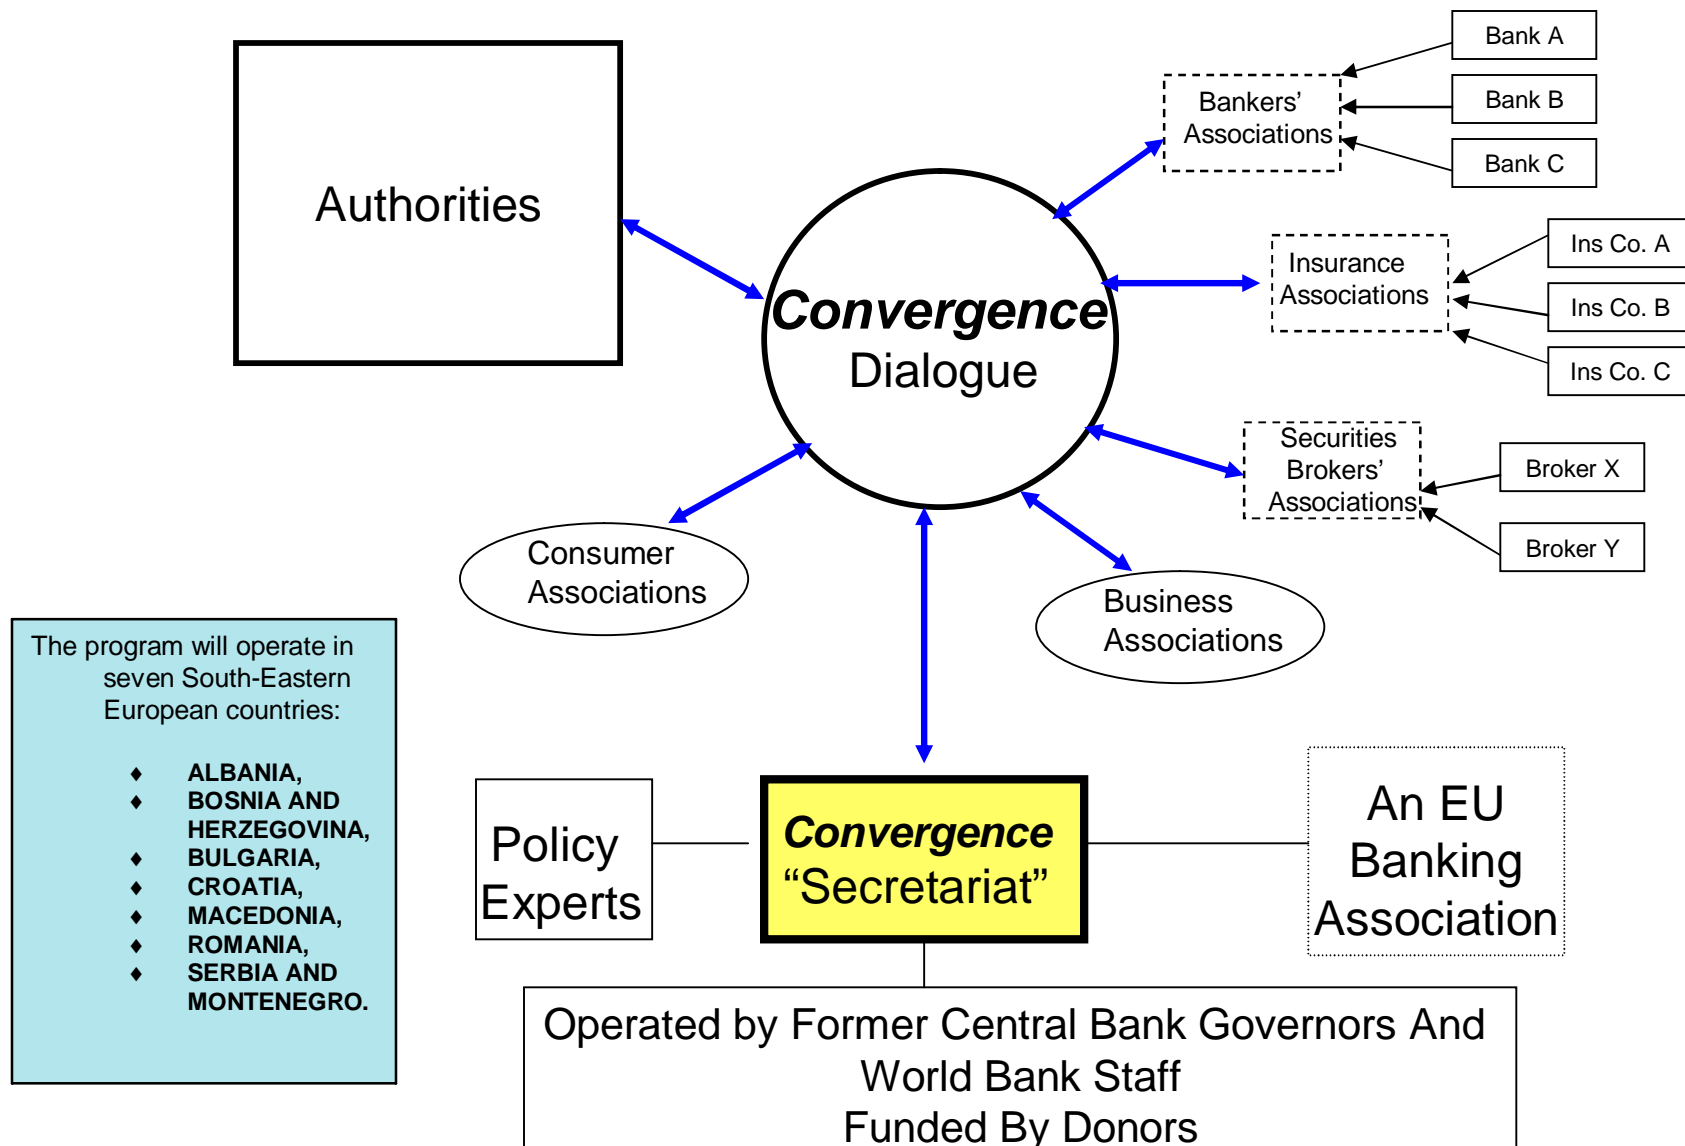 Authorities
Convergence
Dialogue
Bankers’
Associations
Bank A
Bank B
Bank C
Insurance
Associations
Ins Co. A
Ins Co. B
Ins Co. C
Securities
Brokers’
Associations
Broker X
Broker Y
Consumer
Associations
Business
Associations
The program will operate in
seven South-Eastern
European countries:
♦ ALBANIA,
♦ BOSNIA AND
HERZEGOVINA,
♦ BULGARIA,
♦ CROATIA,
♦ MACEDONIA,
♦ ROMANIA,
♦ SERBIA AND
MONTENEGRO.
Policy
Experts
Convergence
“Secretariat”
An EU
Banking
Association
Operated by Former Central Bank Governors And
World Bank Staff
Funded By Donors